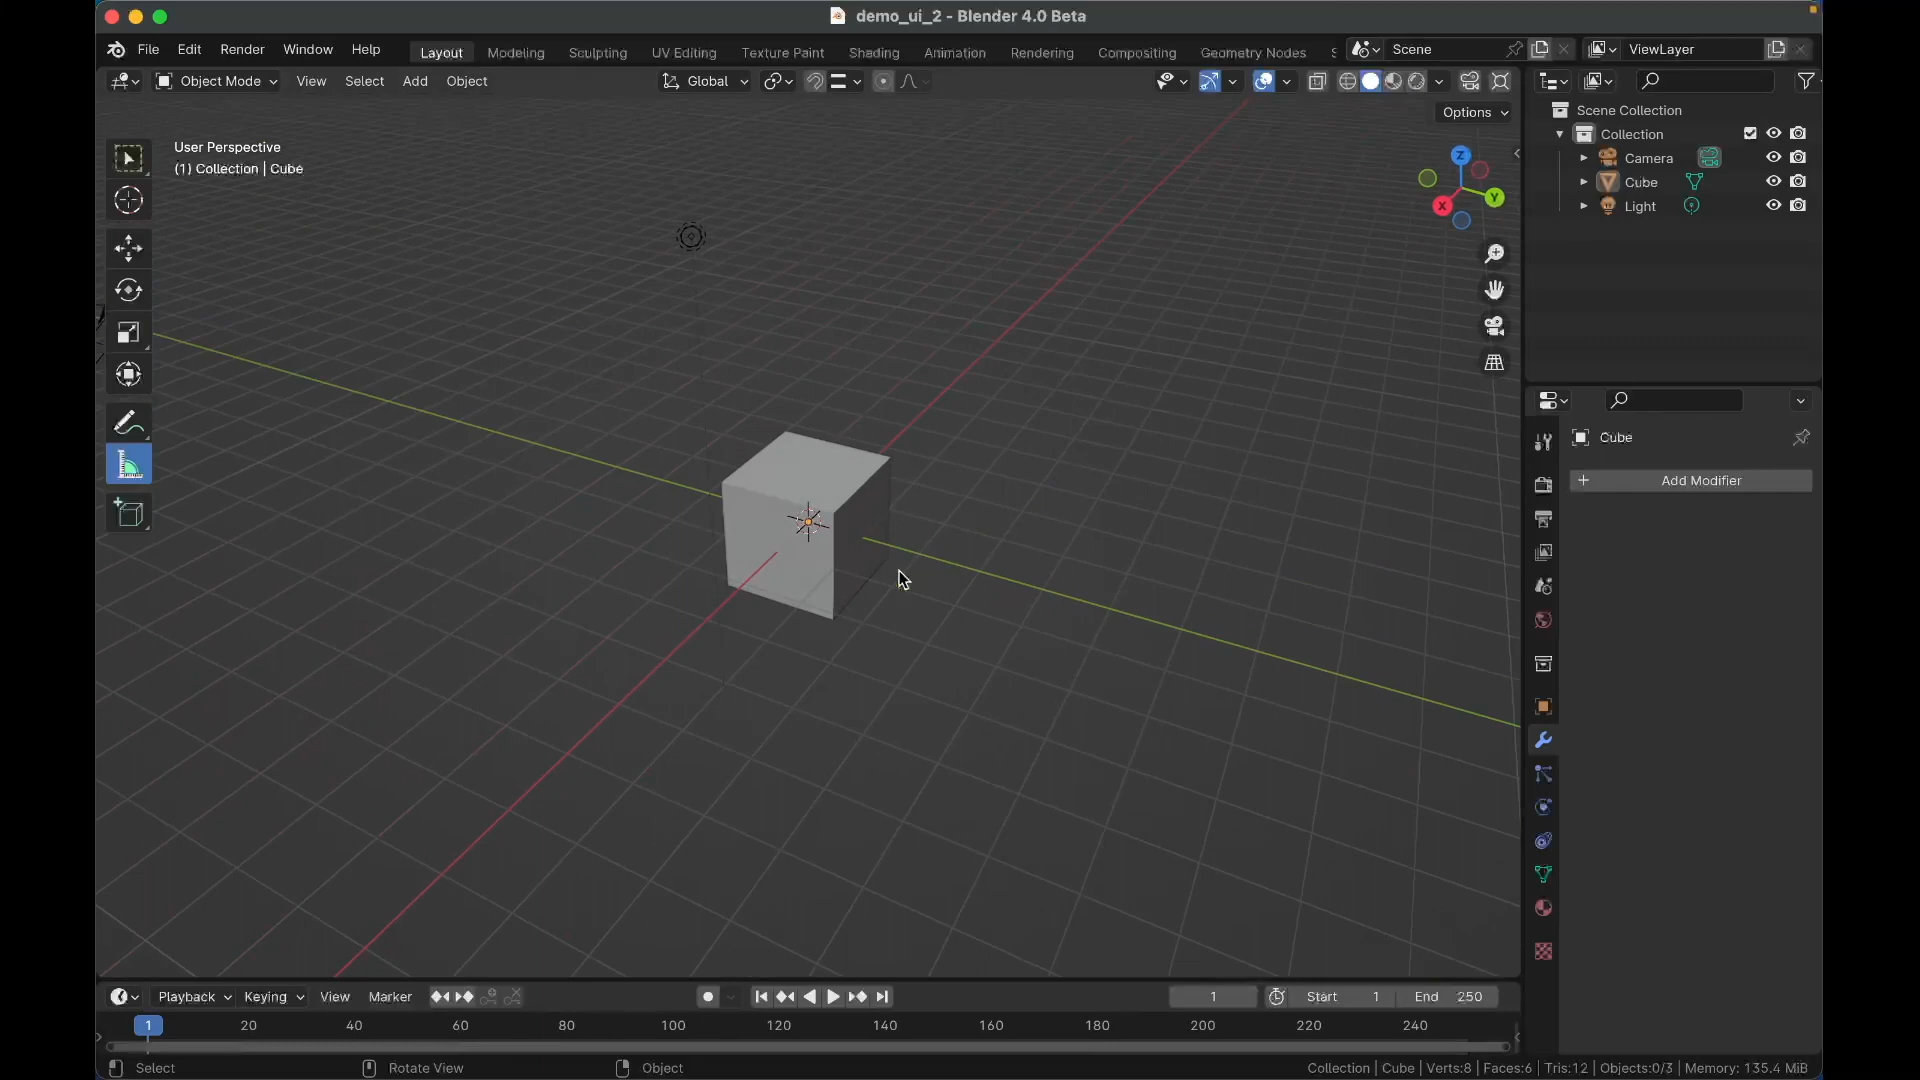 demo_ui_2 - Blender 4.0 Beta
File Edit Render Window Help Layout Modeling Sculpting UV Editing Texture Paint Shading Animation Rendering Compositing Geometry Nodes S Scene ViewLayer
Object Mode View Select Add Object Global
Options
User Perspective
(1) Collection | Cube
Z
Y
X
Scene Collection
Collection
Camera
Cube
Light
Cube
+ Add Modifier
Playback Keying View Marker 1 Start 1 End 250
1 20 40 60 80 100 120 140 160 180 200 220 240
Select Rotate View Object Collection | Cube | Verts:8 | Faces:6 | Tris:12 | Objects:0/3 | Memory: 135.4 MiB